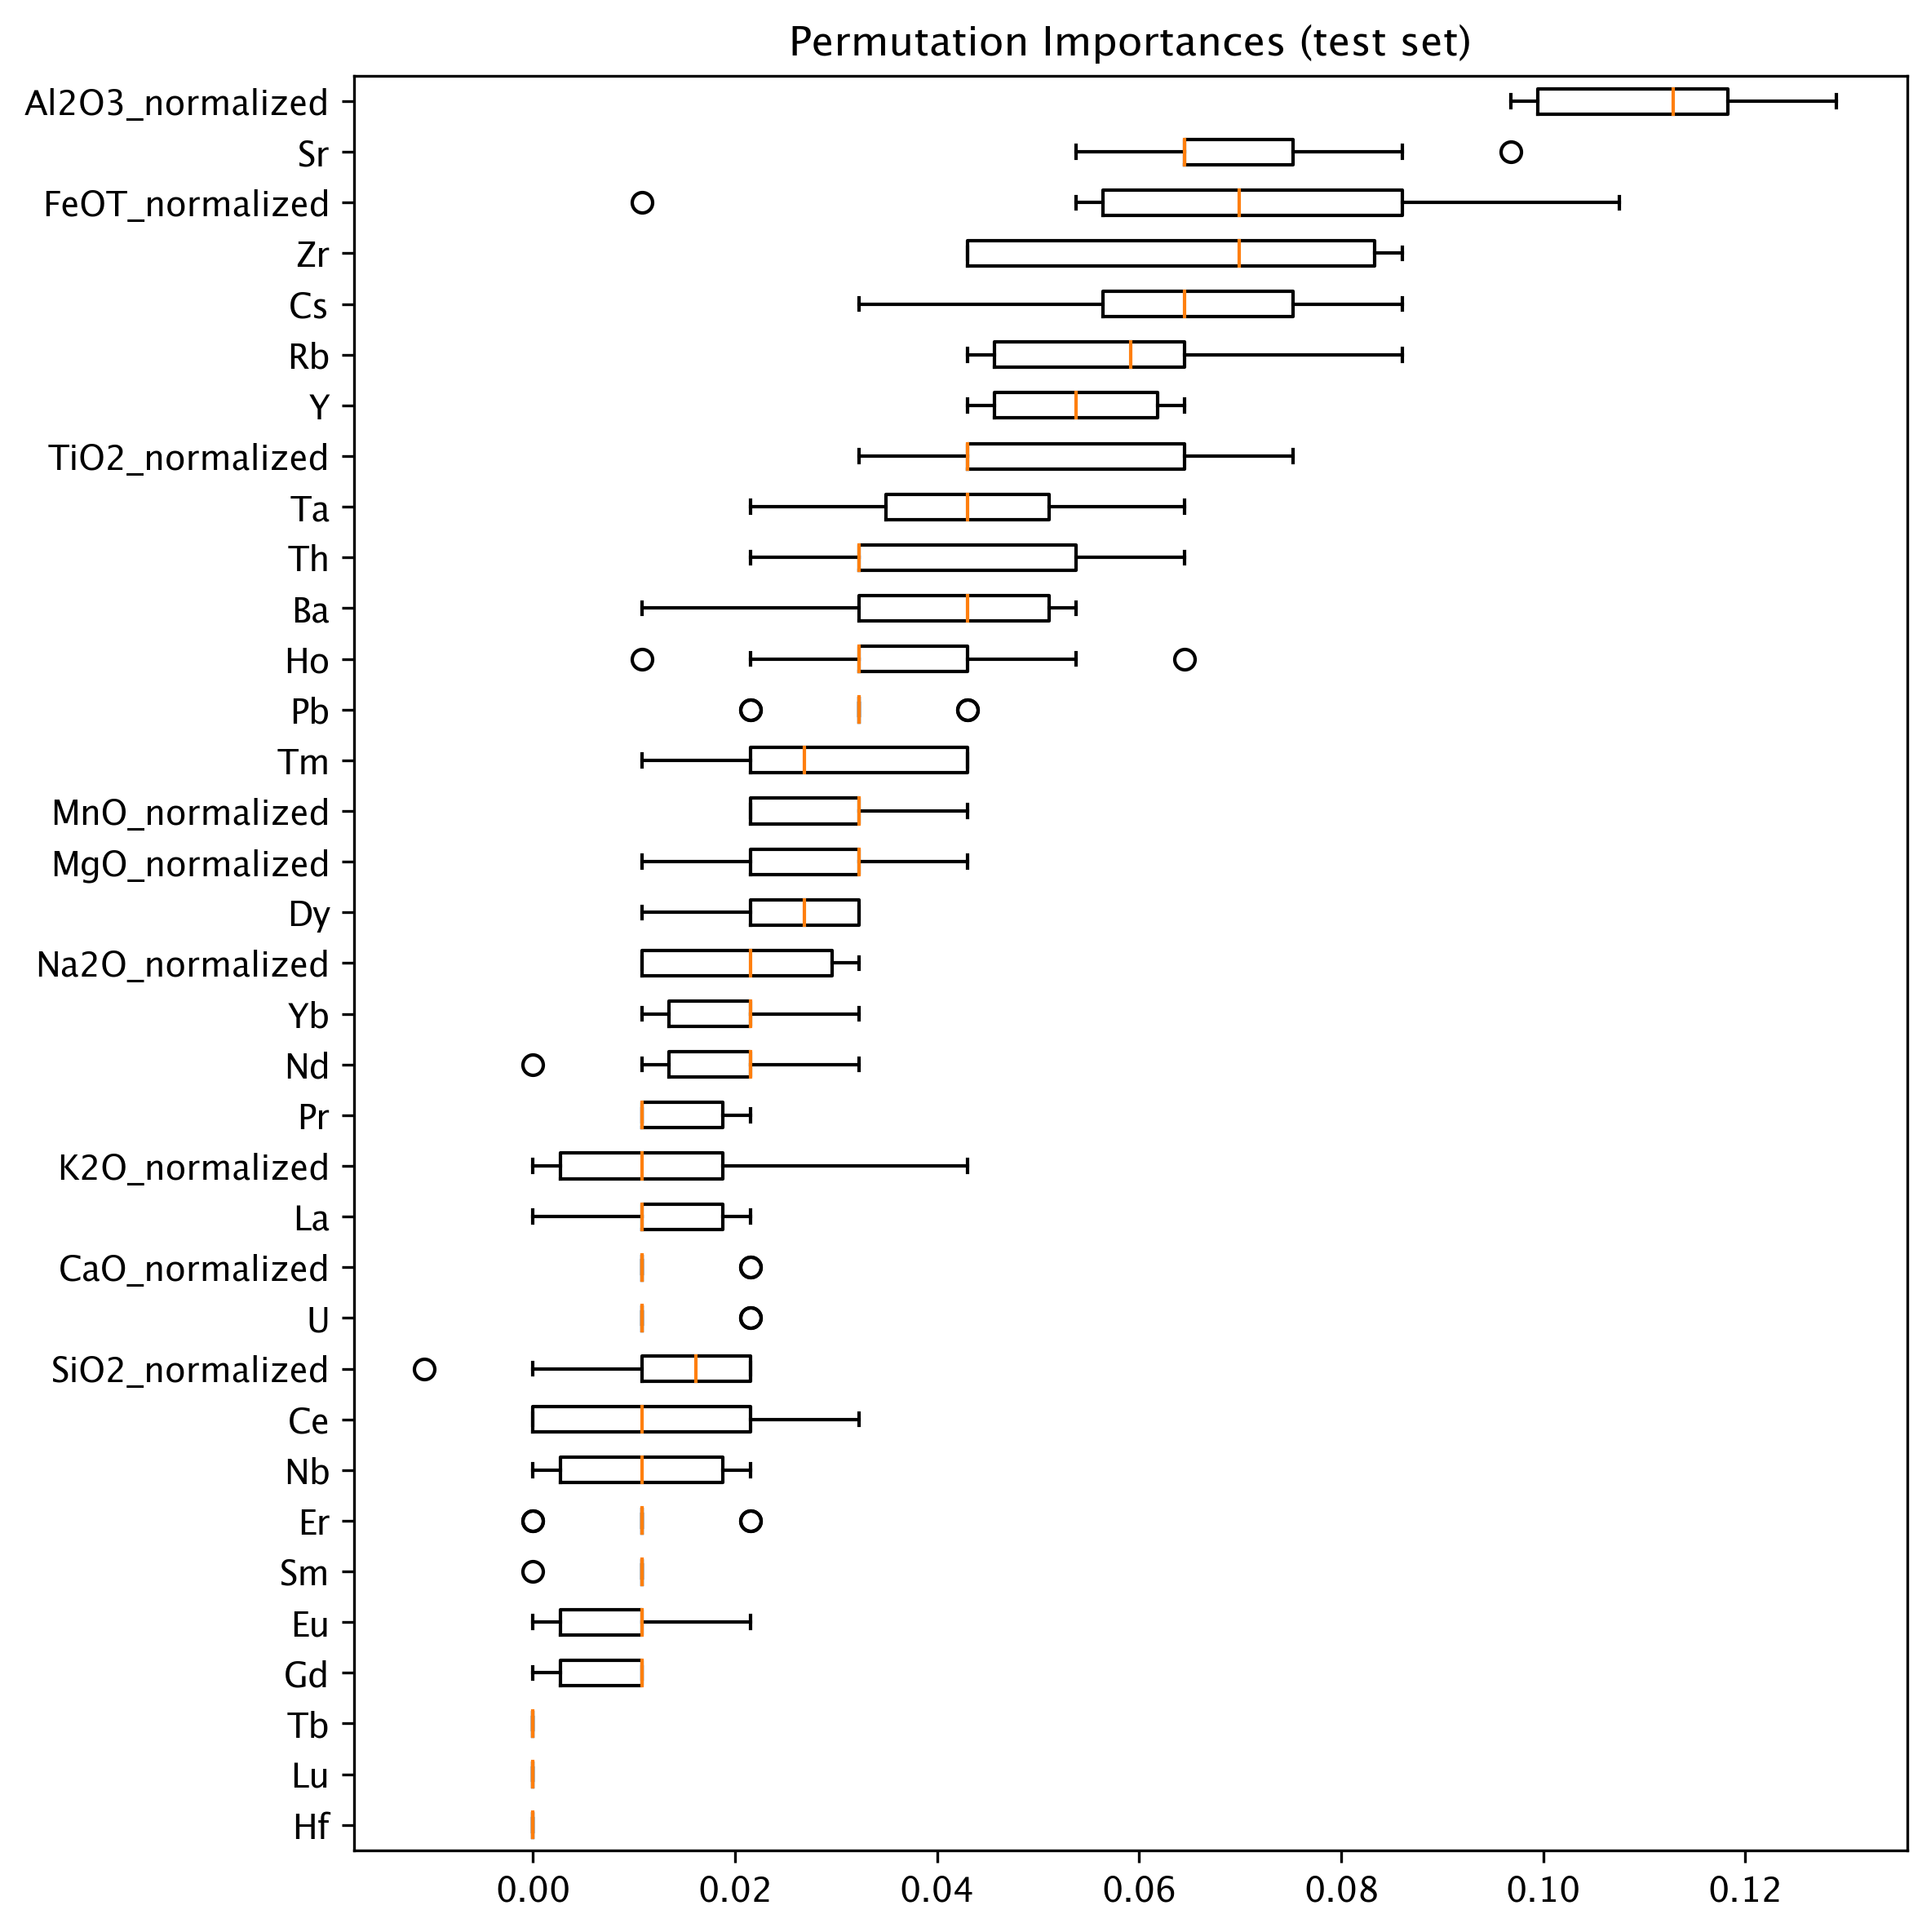 Permutation Importances (test set)
Al2O3_normalized
Sr
FeOT_normalized
Zr
Cs
Rb
Y
TiO2_normalized
Ta
Th
Ba
Ho
Pb
Tm
MnO_normalized
MgO_normalized
Dy
Na2O_normalized
Yb
Nd
Pr
K2O_normalized
La
CaO_normalized
U
SiO2_normalized
Ce
Nb
Er
Sm
Eu
Gd
Tb
Lu
Hf
0.00 0.02 0.04 0.06 0.08 0.10 0.12